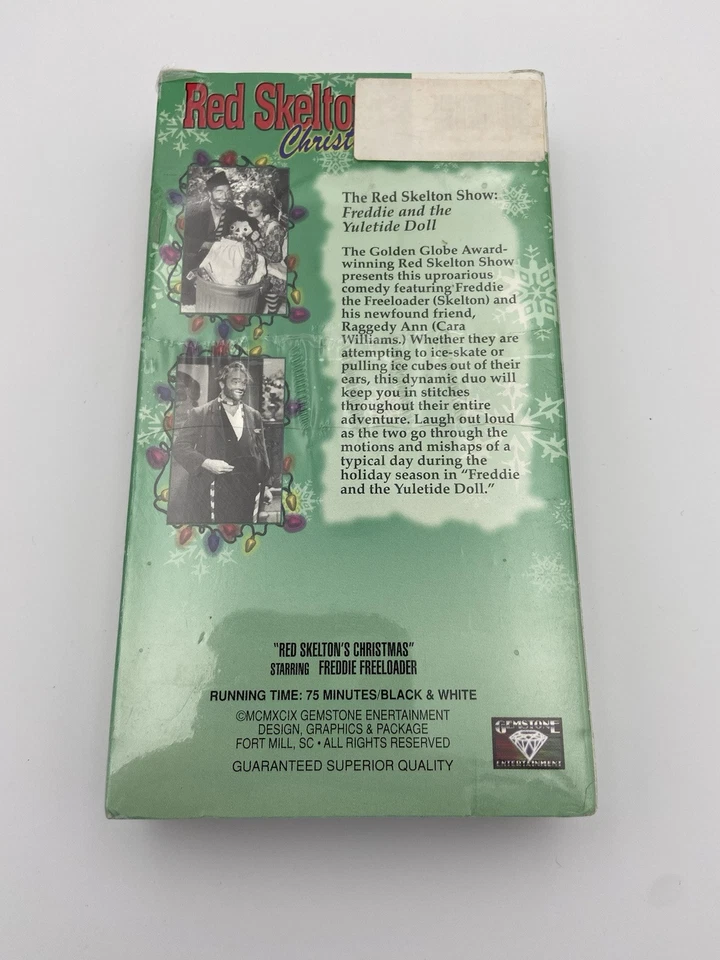 Red Skelto
Christ
The Red Skelton Show:
Freddie and the
Yuletide Doll
The Golden Globe Award-
winning Red Skelton Show
presents this uproarious
comedy featuring Freddie
the Freeloader (Skelton) and
his newfound friend,
Raggedy Ann (Cara
Williams.) Whether they are
attempting to ice-skate or
pulling ice cubes out of their
ears, this dynamic duo will
keep you in stitches
throughout their entire
adventure. Laugh out loud
as the two go through the
motions and mishaps of a
typical day during the
holiday season in “Freddie
and the Yuletide Doll.”
"RED SKELTON'S CHRISTMAS"
STARRING FREDDIE FREELOADER
RUNNING TIME: 75 MINUTES/BLACK & WHITE
©MCMXCIX GEMSTONE ENERTAINMENT
DESIGN, GRAPHICS & PACKAGE
FORT MILL, SC • ALL RIGHTS RESERVED
GUARANTEED SUPERIOR QUALITY
GEMSTONE
ENTERTAINMENT